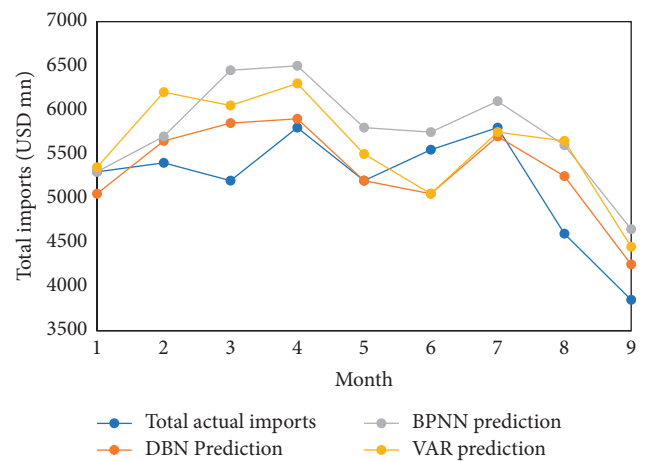 7000
6500
6000
5500
5000
4500
4000
3500
Total imports (USD mn)
1 2 3 4 5 6 7 8 9
Month
Total actual imports
BPNN prediction
DBN Prediction
VAR prediction